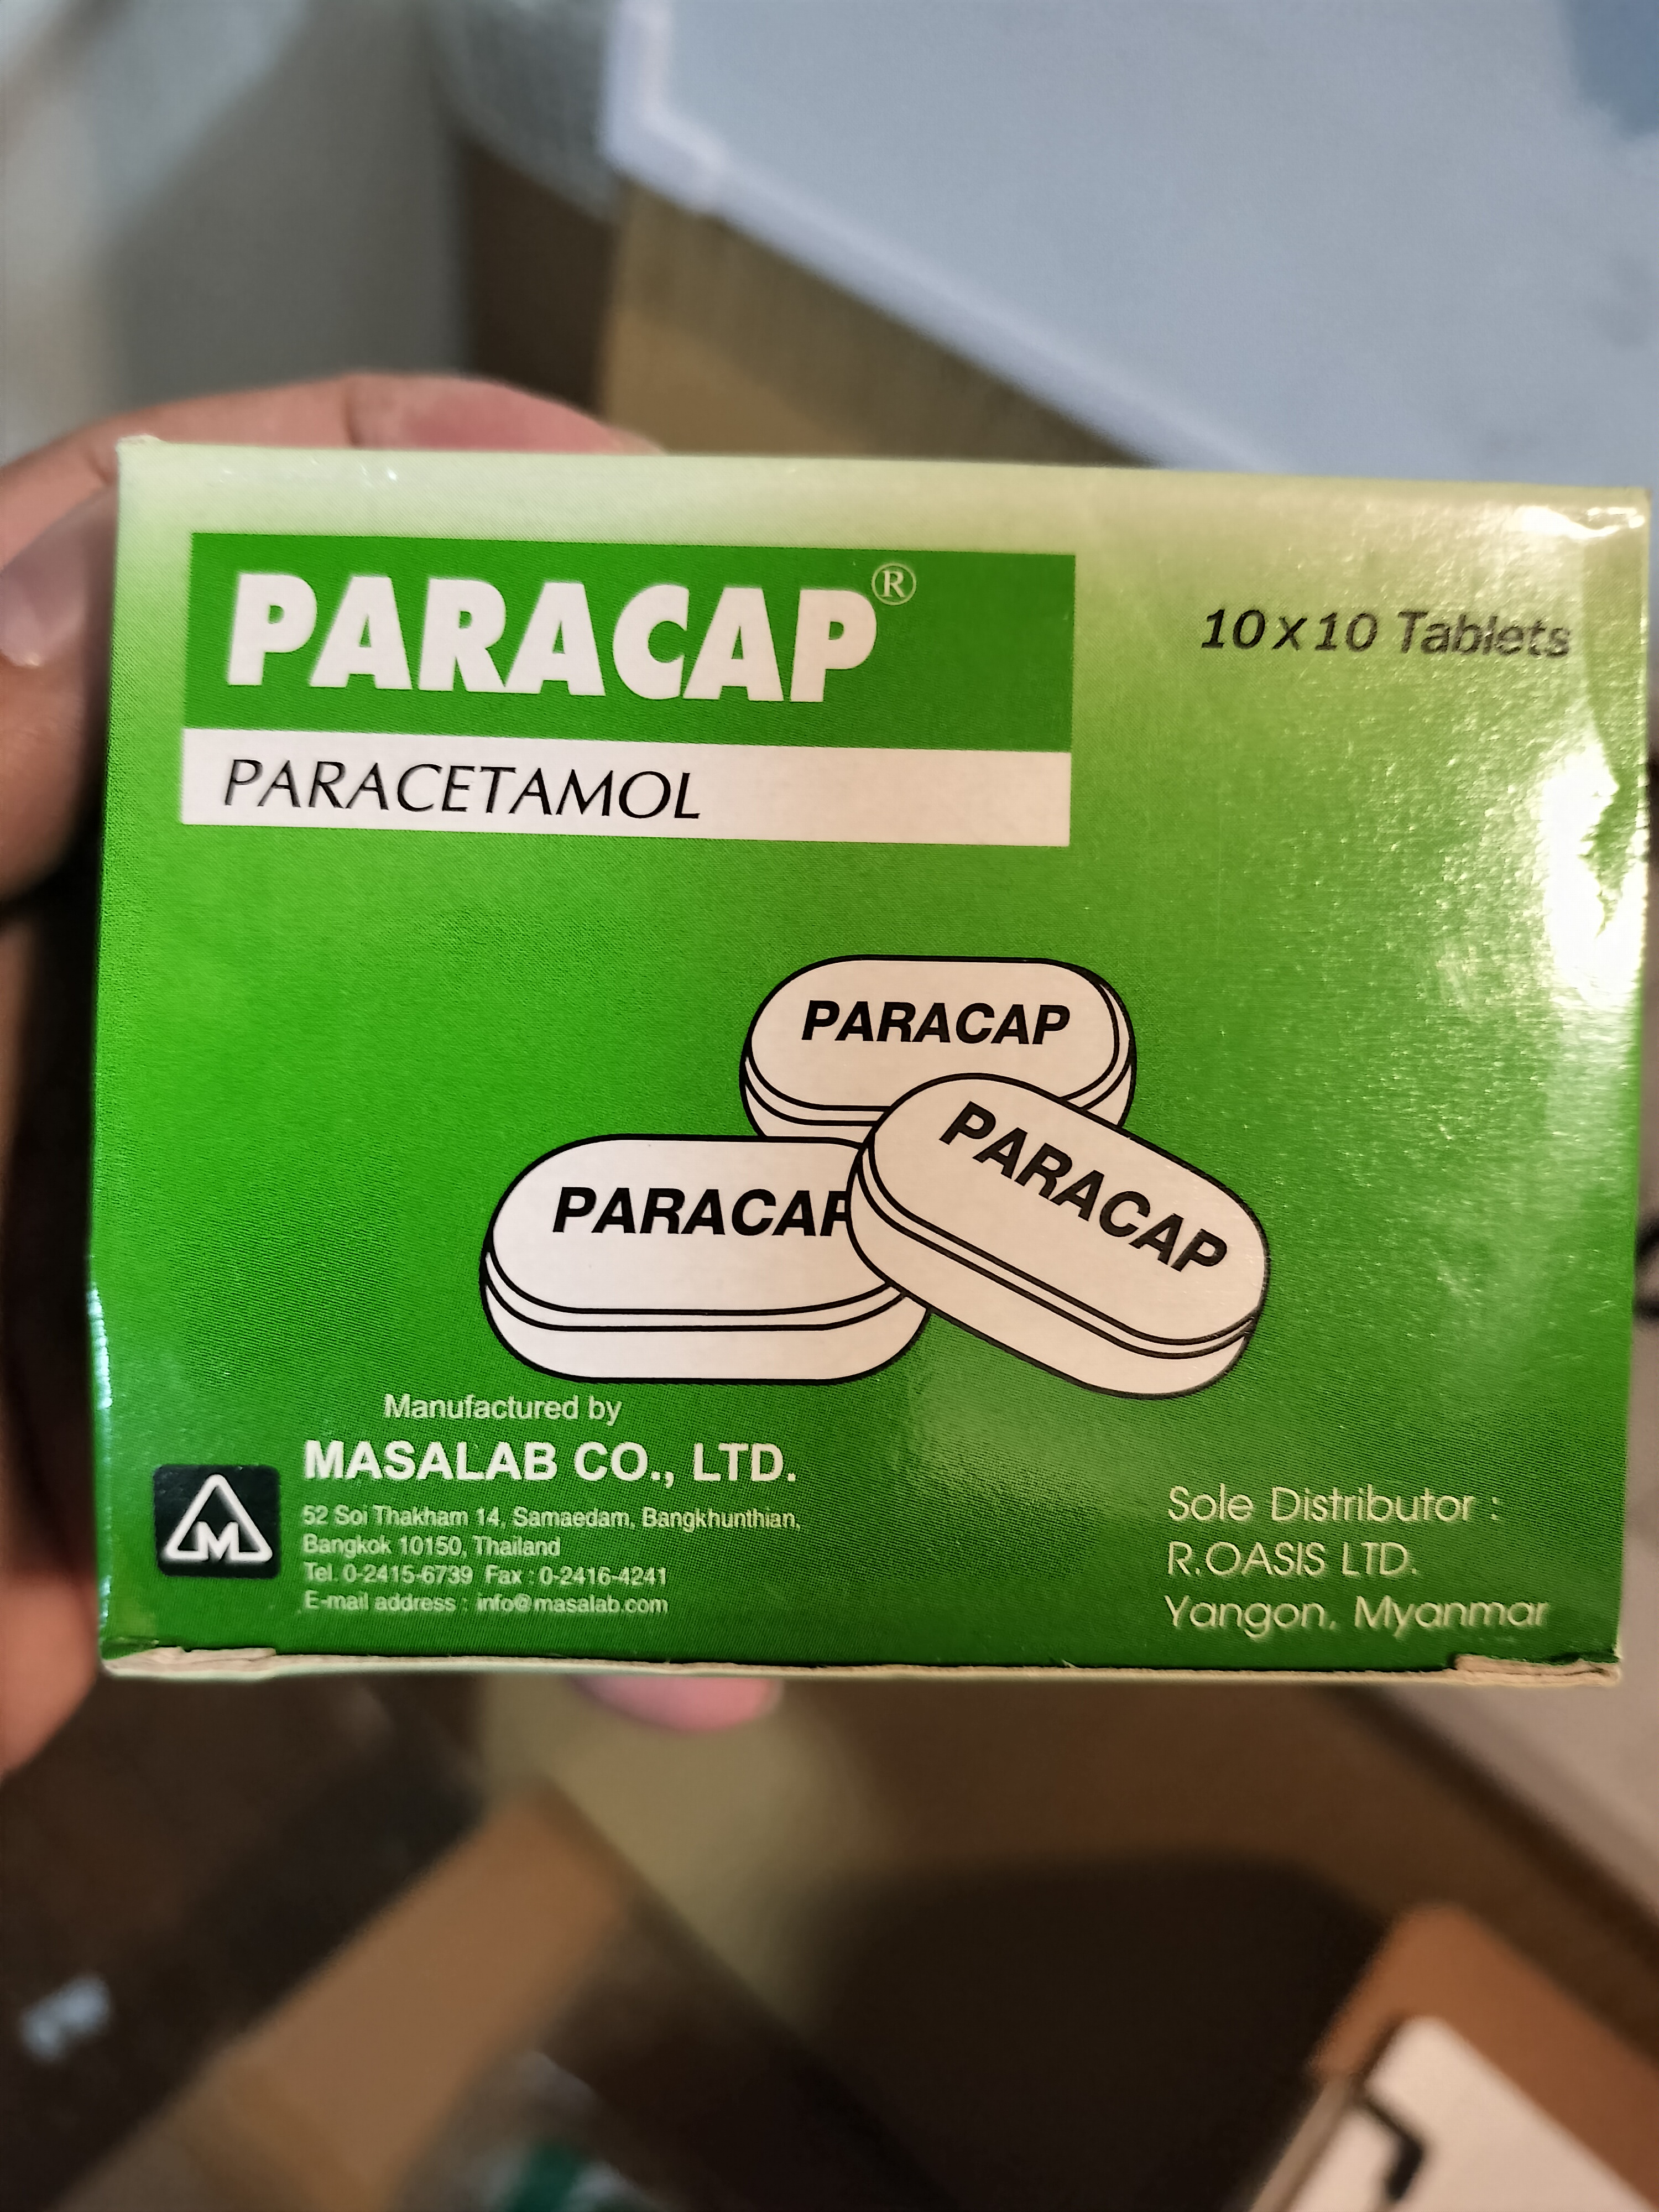 PARACAP®
10 x 10 Tablets
PARACETAMOL
PARACAP
PARACAP
PARACAP
Manufactured by
MASALAB CO., LTD.
52 Soi Thakham 14, Samaedam, Bangkhunthian,
Bangkok 10150, Thailand
Tel. 0-2415-6739 Fax : 0-2416-4241
E-mail address : info@masalab.com
M
Sole Distributor :
R.OASIS LTD.
Yangon, Myanmar